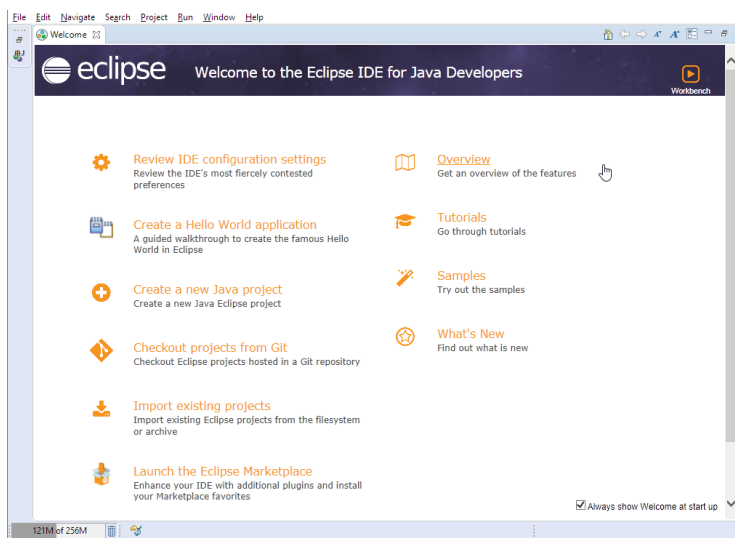 File Edit Navigate Search Project Run Window Help
Welcome
eclipse Welcome to the Eclipse IDE for Java Developers
Workbench
Review IDE configuration settings
Review the IDE's most fiercely contested
preferences
Create a Hello World application
A guided walkthrough to create the famous Hello
World in Eclipse
Create a new Java project
Create a new Java Eclipse project
Checkout projects from Git
Checkout Eclipse projects hosted in a Git repository
Import existing projects
Import existing Eclipse projects from the filesystem
or archive
Launch the Eclipse Marketplace
Enhance your IDE with additional plugins and install
your Marketplace favorites
Overview
Get an overview of the features
Tutorials
Go through tutorials
Samples
Try out the samples
What's New
Find out what is new
Always show Welcome at start up
121M of 256M